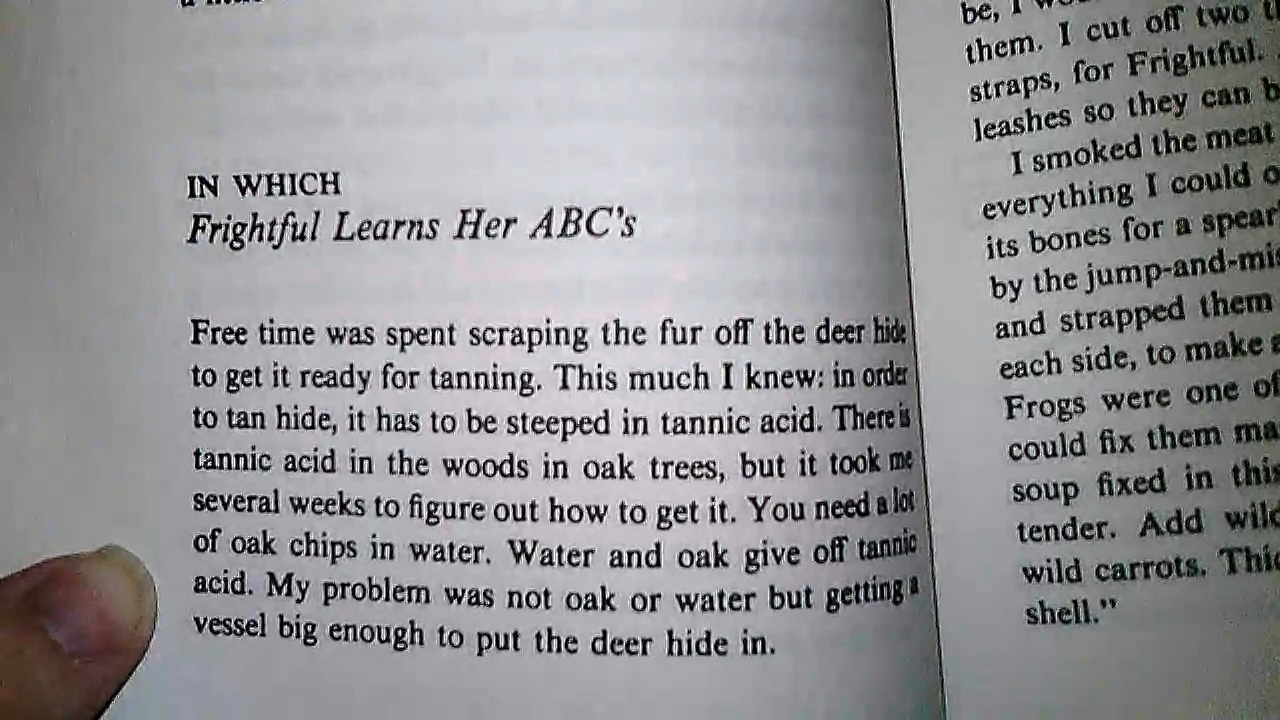 IN WHICH
Frightful Learns Her ABC's
Free time was spent scraping the fur off the deer hide
to get it ready for tanning. This much I knew: in order
to tan hide, it has to be steeped in tannic acid. There is
tannic acid in the woods in oak trees, but it took me
several weeks to figure out how to get it. You need a lot
of oak chips in water. Water and oak give off tannic
acid. My problem was not oak or water but getting a
vessel big enough to put the deer hide in.
be, I
them. I cut off two
straps, for Frightful.
leashes so they can
I smoked the meat
everything I could
its bones for a
by the
and strapped them
each side, to make
Frogs were one of
could fix them
soup fixed in
tender. Add
wild carrots.
shell."